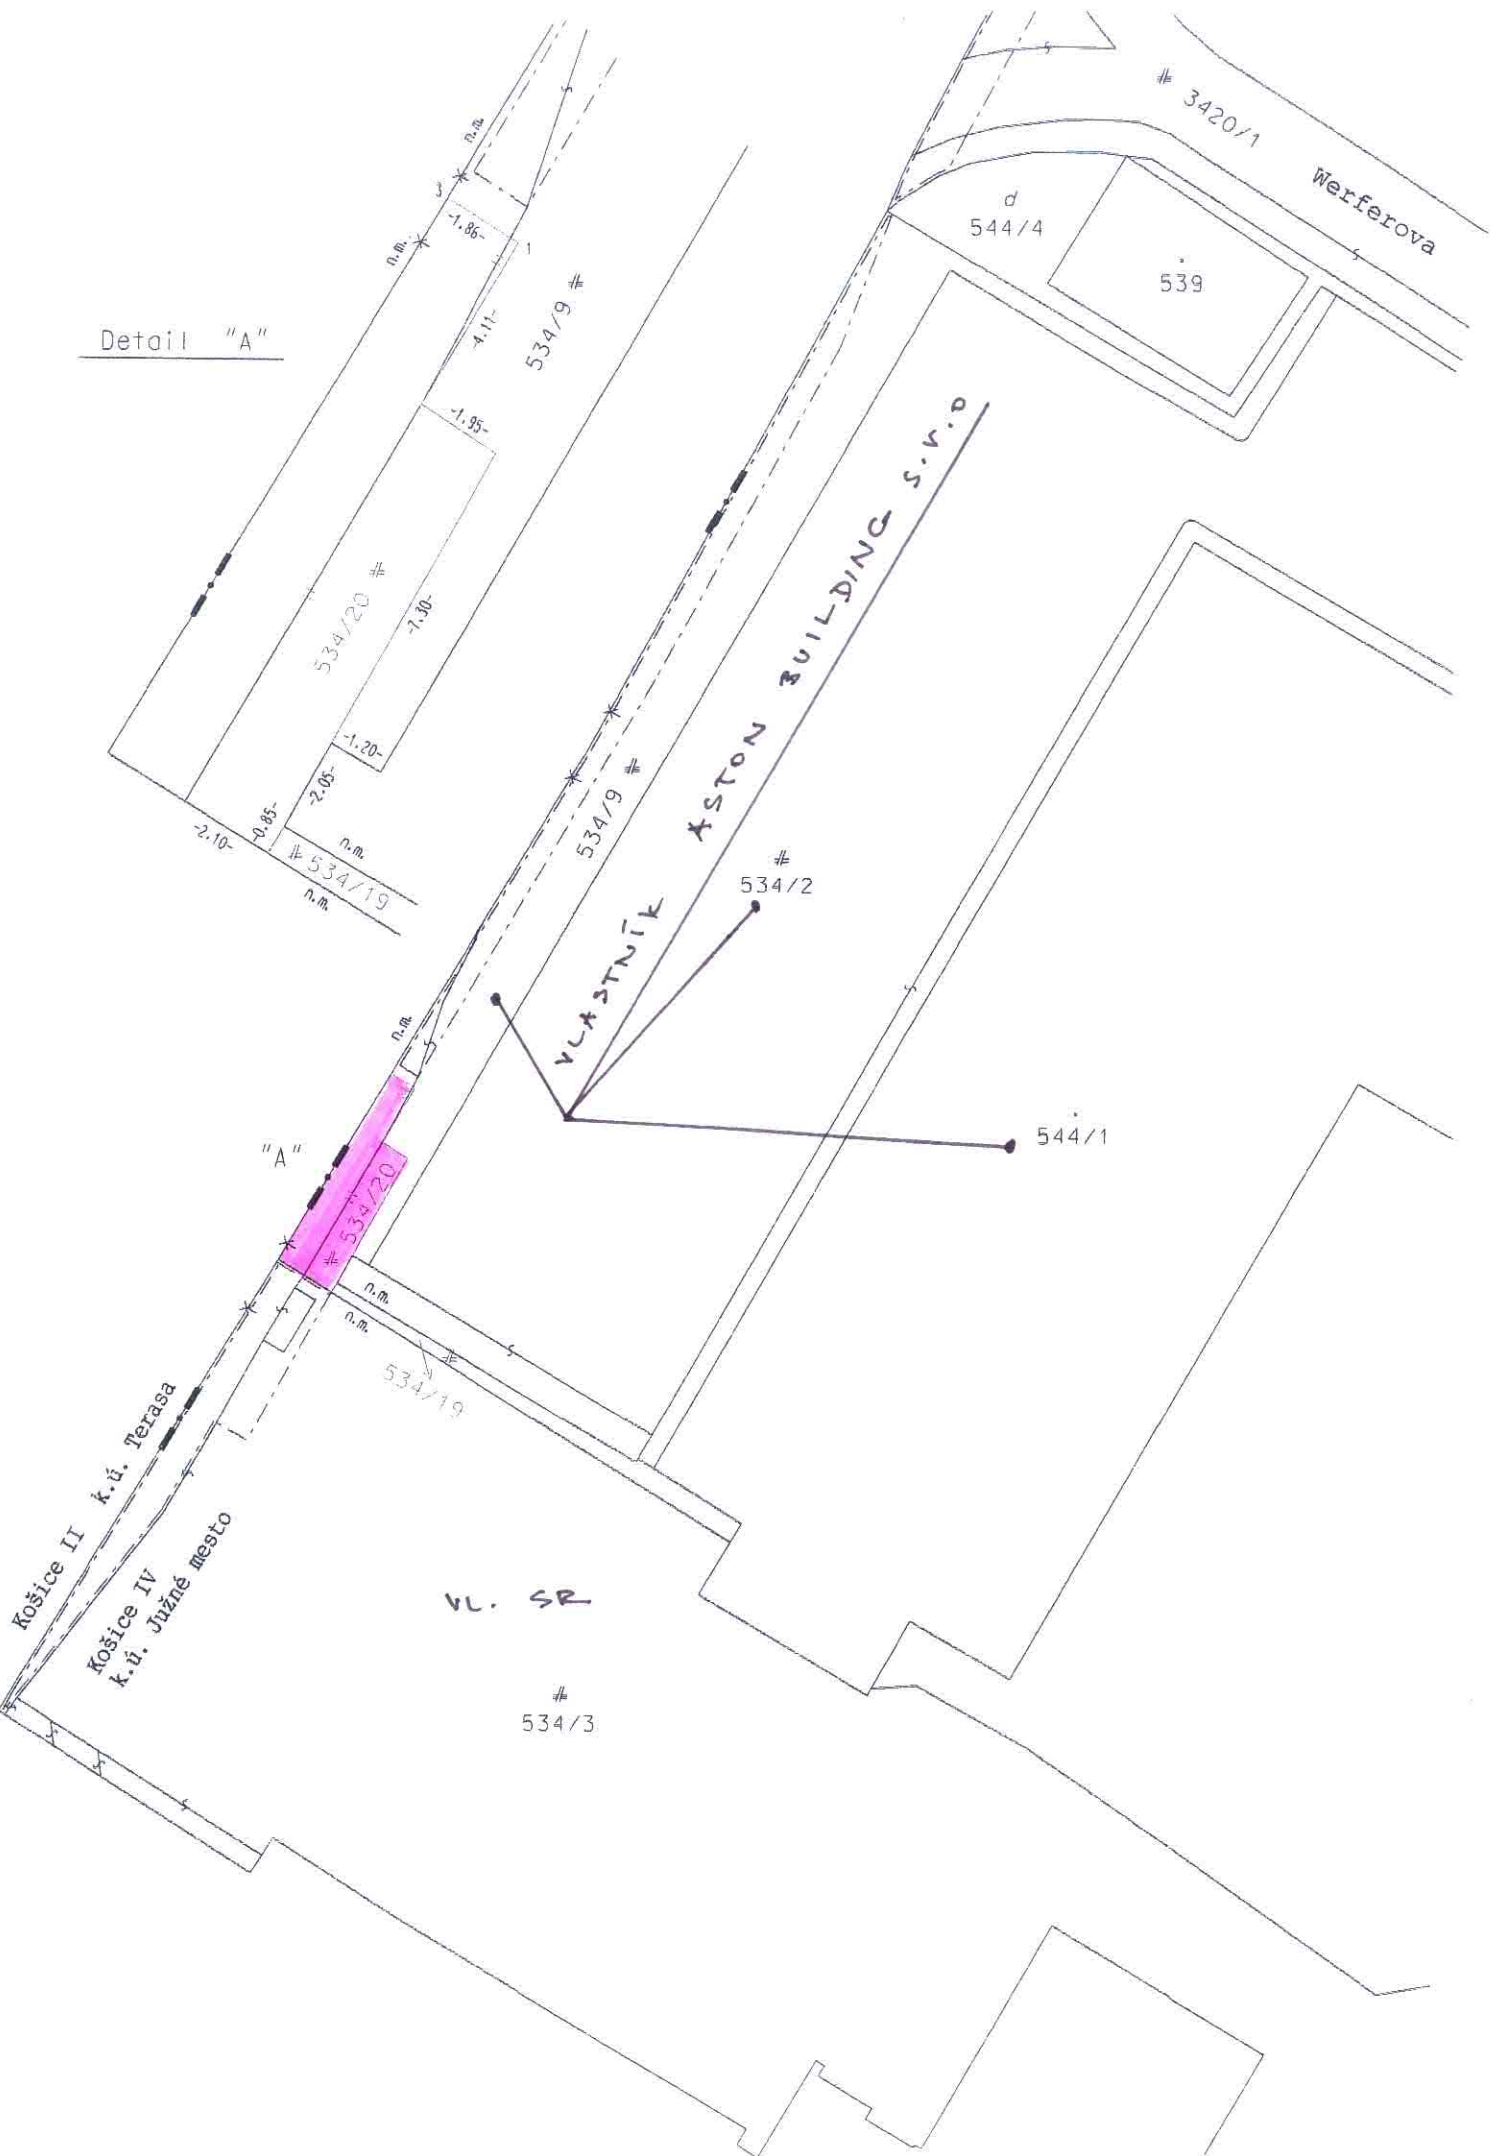 # 3420/1
Werferova
d
544/4
539
n.m.
3
-1.86-
1
n.m.
-4.11-
534/9 #
Detail "A"
-1.95-
534/20 #
-7.30-
-1.20-
-2.05-
-0.85-
-2.10-
n.m.
# 534/19
n.m.
VLASTNÍK ASTON BUILDING s.r.o
534/9 #
#
534/2
n.m.
544/1
"A"
# 534/20
n.m.
n.m.
#
534/19
Košice II k.ú. Terasa
Košice IV
k.ú. Južné mesto
VL. SR
#
534/3